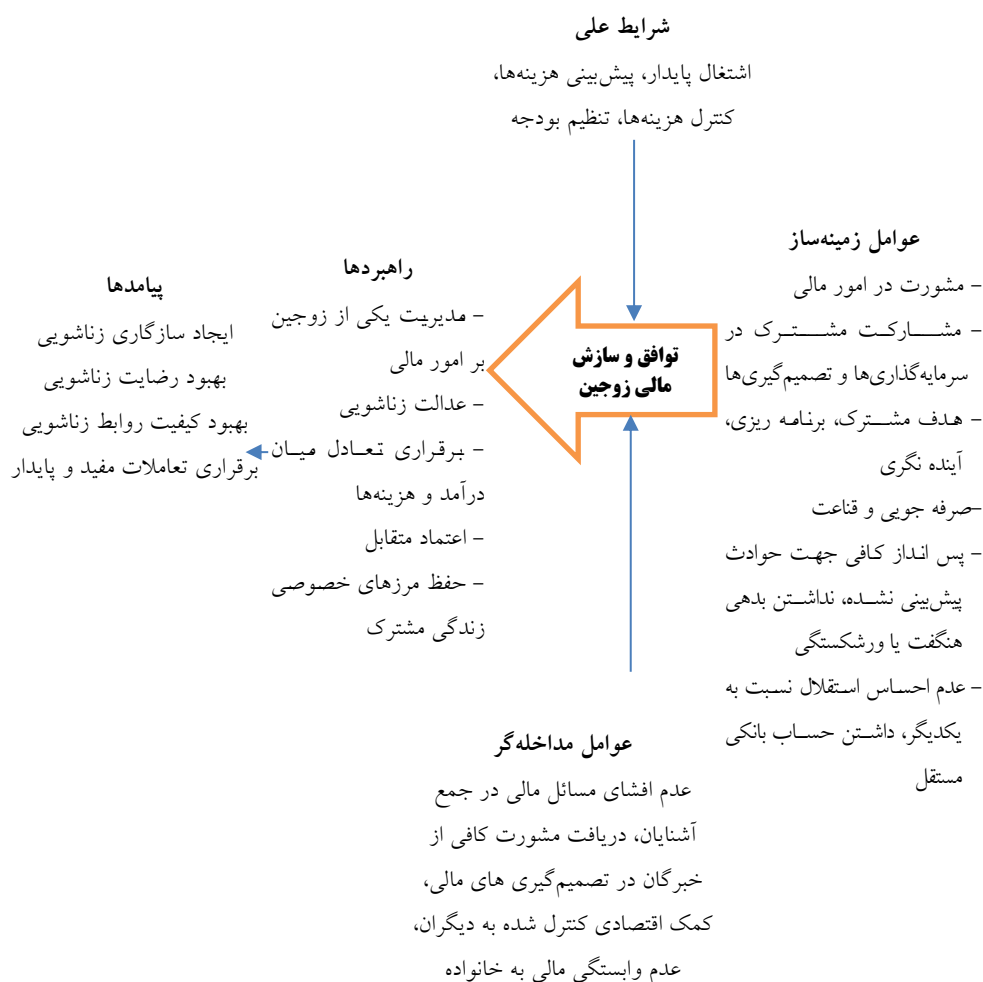 شرایط علی
اشتغال پایدار، پیش‌بینی هزینه‌ها،
کنترل هزینه‌ها، تنظیم بودجه
عوامل زمینه‌ساز
- مشورت در امور مالی
- مشارکت مشترک در
سرمایه‌گذاری‌ها و تصمیم‌گیری‌ها
- هدف مشترک، برنامه ریزی،
آینده نگری
-صرفه جویی و قناعت
- پس انداز کافی جهت حوادث
پیش‌بینی نشده، نداشتن بدهی
هنگفت یا ورشکستگی
- عدم احساس استقلال نسبت به
یکدیگر، داشتن حساب بانکی
مستقل
توافق و سازش
مالی زوجین
راهبردها
- مدیریت یکی از زوجین
بر امور مالی
- عدالت زناشویی
- برقراری تعادل میان
درآمد و هزینه‌ها
- اعتماد متقابل
- حفظ مرزهای خصوصی
زندگی مشترک
پیامدها
ایجاد سازگاری زناشویی
بهبود رضایت زناشویی
بهبود کیفیت روابط زناشویی
برقراری تعاملات مفید و پایدار
عوامل مداخله‌گر
عدم افشای مسائل مالی در جمع
آشنایان، دریافت مشورت کافی از
خبرگان در تصمیم‌گیری های مالی،
کمک اقتصادی کنترل شده به دیگران،
عدم وابستگی مالی به خانواده